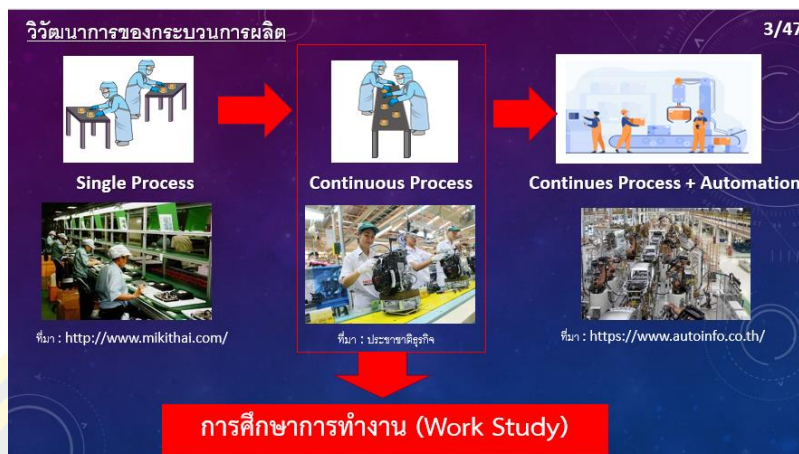 วิวัฒนาการของกระบวนการผลิต
3/47
Single Process
Continuous Process
Continues Process + Automation
ที่มา : http://www.mikithai.com/
ที่มา : ประชาชาติธุรกิจ
ที่มา : https://www.autoinfo.co.th/
การศึกษาการทำงาน (Work Study)